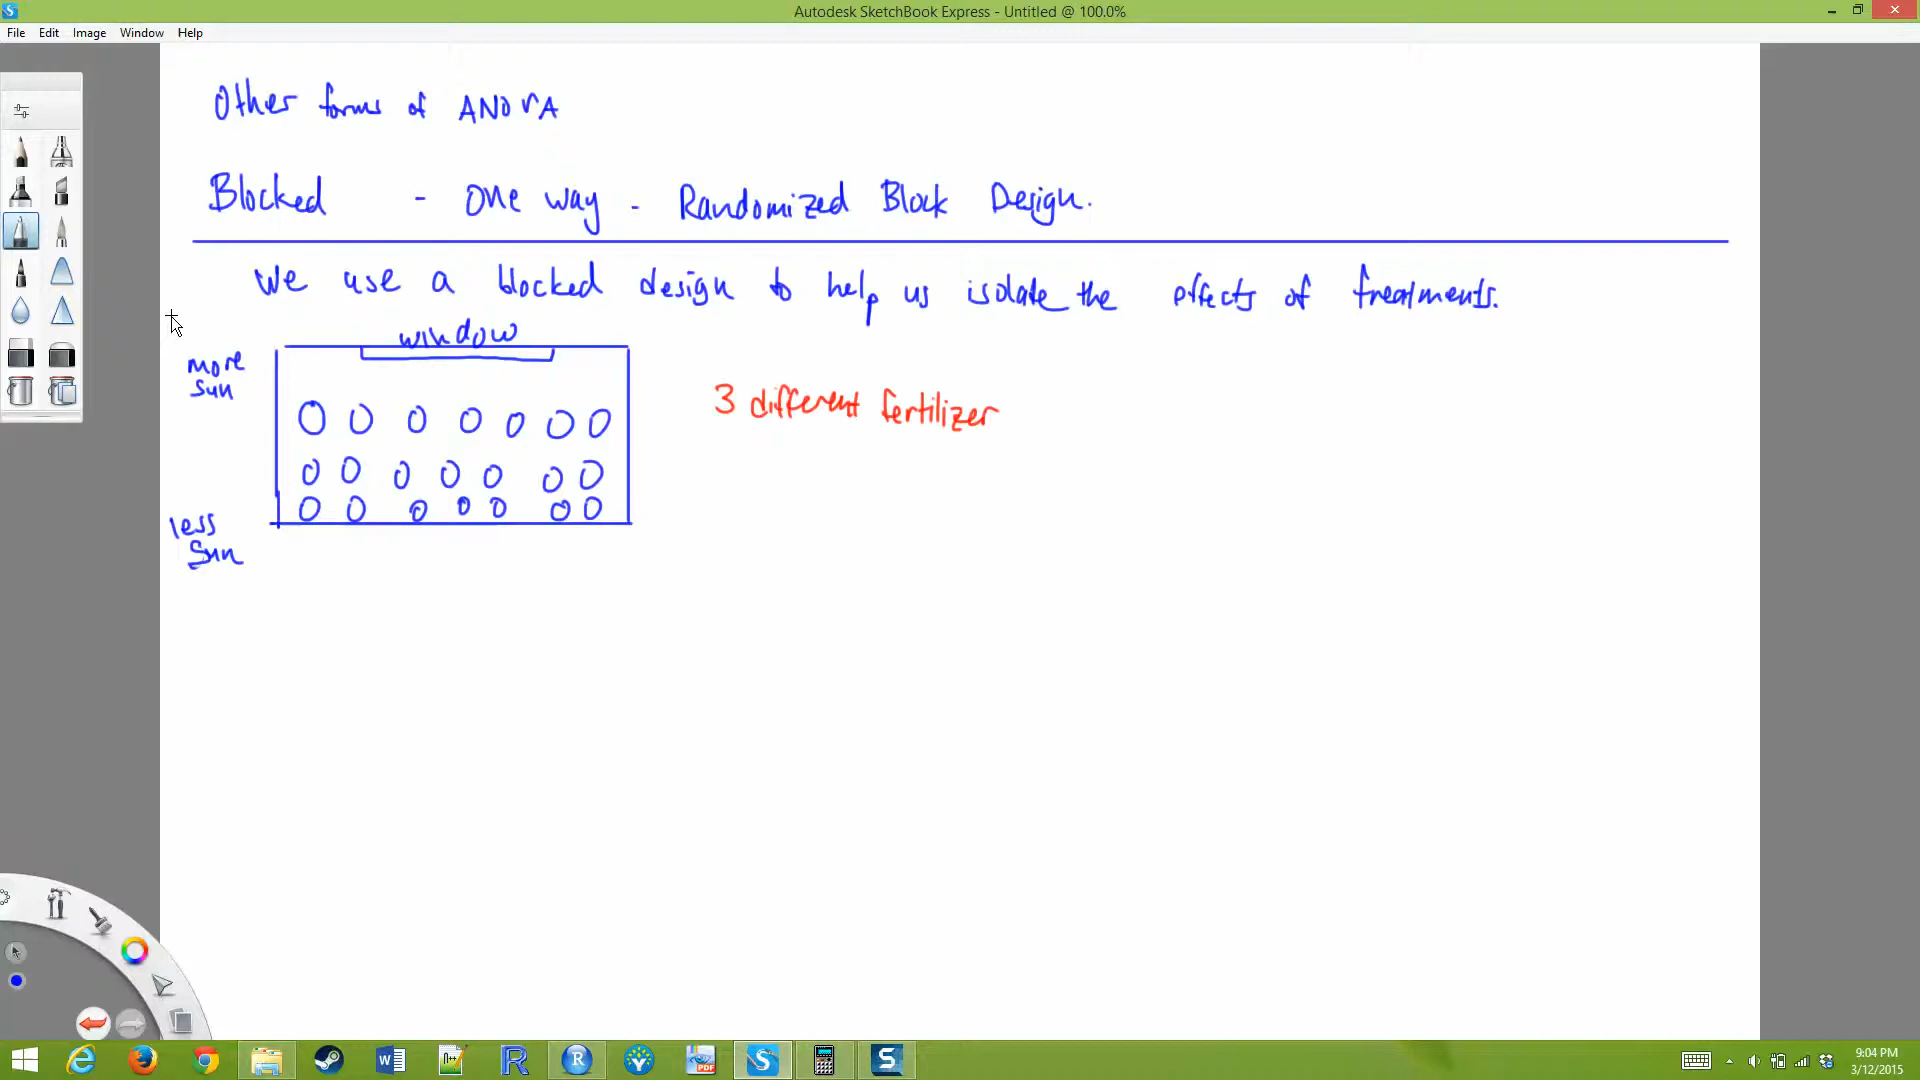 Autodesk SketchBook Express - Untitled @ 100.0%
File Edit Image Window Help
Other forms of ANOVA
Blocked - One way - Randomized Block Design.
We use a blocked design to help us isolate the effects of treatments.
window
more
sun
3 different fertilizer
less
sun
9:04 PM
3/12/2015